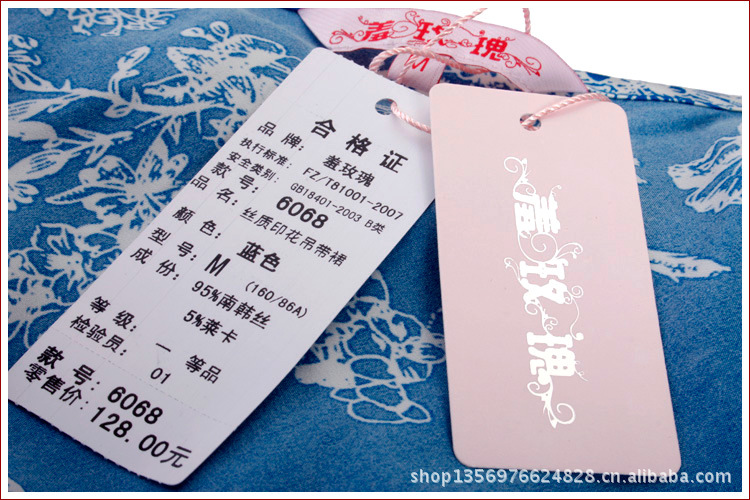 羞玫瑰
M
合格证
品牌: 羞玫瑰
执行标准: FZ/T81001-2007
安全类别: GB18401-2003 B类
款号: 6068
品名: 丝质印花吊带裙
颜色: 蓝色
型号: M (160/86A)
成份: 95%南韩丝
5%莱卡
等级: 一等品
检验员: 01
款号: 6068
零售价: 128.00元
羞玫瑰
shop1356976624828.cn.alibaba.com